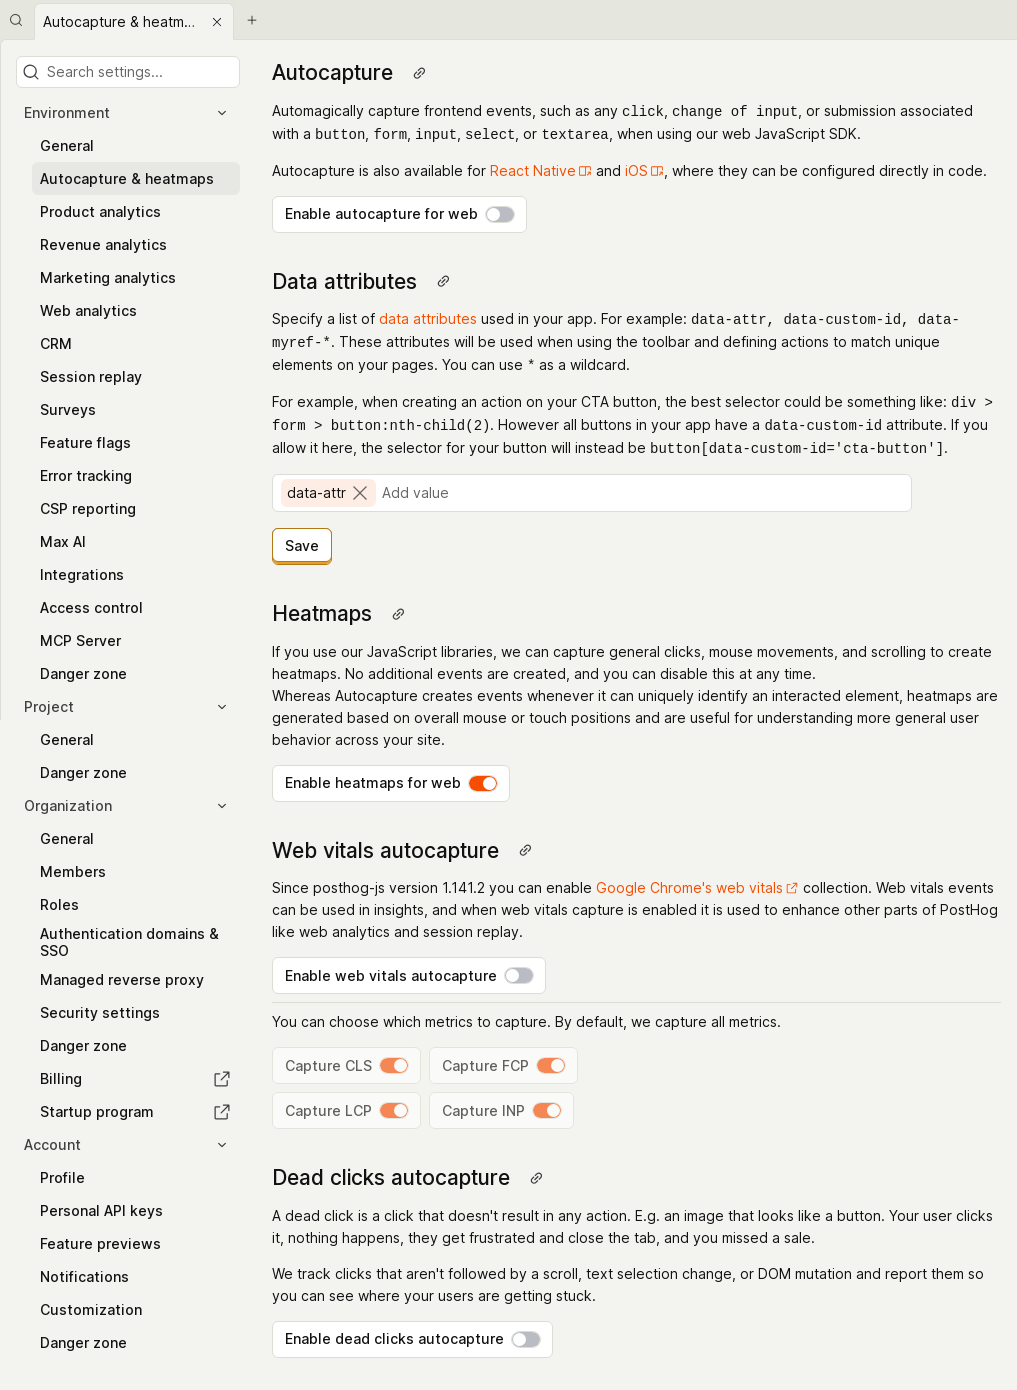 Autocapture & heatm...
Search settings...
Environment
General
Autocapture & heatmaps
Product analytics
Revenue analytics
Marketing analytics
Web analytics
CRM
Session replay
Surveys
Feature flags
Error tracking
CSP reporting
Max AI
Integrations
Access control
MCP Server
Danger zone
Project
General
Danger zone
Organization
General
Members
Roles
Authentication domains &
SSO
Managed reverse proxy
Security settings
Danger zone
Billing
Startup program
Account
Profile
Personal API keys
Feature previews
Notifications
Customization
Danger zone
Autocapture
Automagically capture frontend events, such as any click, change of input, or submission associated
with a button, form, input, select, or textarea, when using our web JavaScript SDK.
Autocapture is also available for React Native and iOS, where they can be configured directly in code.
Enable autocapture for web
Data attributes
Specify a list of data attributes used in your app. For example: data-attr, data-custom-id, data-
myref-*. These attributes will be used when using the toolbar and defining actions to match unique
elements on your pages. You can use * as a wildcard.
For example, when creating an action on your CTA button, the best selector could be something like: div >
form > button:nth-child(2). However all buttons in your app have a data-custom-id attribute. If you
allow it here, the selector for your button will instead be button[data-custom-id='cta-button'].
data-attr Add value
Save
Heatmaps
If you use our JavaScript libraries, we can capture general clicks, mouse movements, and scrolling to create
heatmaps. No additional events are created, and you can disable this at any time.
Whereas Autocapture creates events whenever it can uniquely identify an interacted element, heatmaps are
generated based on overall mouse or touch positions and are useful for understanding more general user
behavior across your site.
Enable heatmaps for web
Web vitals autocapture
Since posthog-js version 1.141.2 you can enable Google Chrome's web vitals collection. Web vitals events
can be used in insights, and when web vitals capture is enabled it is used to enhance other parts of PostHog
like web analytics and session replay.
Enable web vitals autocapture
You can choose which metrics to capture. By default, we capture all metrics.
Capture CLS Capture FCP
Capture LCP Capture INP
Dead clicks autocapture
A dead click is a click that doesn't result in any action. E.g. an image that looks like a button. Your user clicks
it, nothing happens, they get frustrated and close the tab, and you missed a sale.
We track clicks that aren't followed by a scroll, text selection change, or DOM mutation and report them so
you can see where your users are getting stuck.
Enable dead clicks autocapture